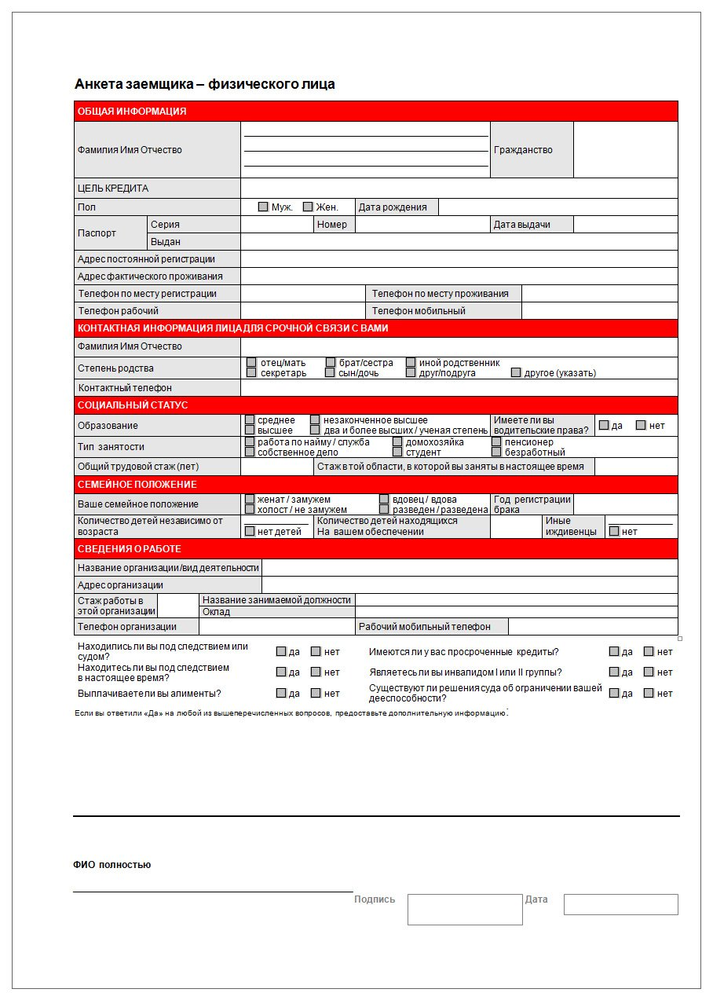 Анкета заемщика – физического лица
ОБЩАЯ ИНФОРМАЦИЯ
Фамилия Имя Отчество Гражданство
ЦЕЛЬ КРЕДИТА
Пол Муж. Жен. Дата рождения
Паспорт Серия Номер Дата выдачи
Выдан
Адрес постоянной регистрации
Адрес фактического проживания
Телефон по месту регистрации Телефон по месту проживания
Телефон рабочий Телефон мобильный
КОНТАКТНАЯ ИНФОРМАЦИЯ ЛИЦА ДЛЯ СРОЧНОЙ СВЯЗИ С ВАМИ
Фамилия Имя Отчество
Степень родства отец/мать брат/сестра иной родственник
секретарь сын/дочь друг/подруга другое (указать)
Контактный телефон
СОЦИАЛЬНЫЙ СТАТУС
Образование среднее незаконченное высшее Имеете ли вы
высшее два и более высших / ученая степень водительские права? да нет
Тип занятости работа по найму / служба домохозяйка пенсионер
собственное дело студент безработный
Общий трудовой стаж (лет) Стаж в той области, в которой вы заняты в настоящее время
СЕМЕЙНОЕ ПОЛОЖЕНИЕ
Ваше семейное положение женат / замужем вдовец / вдова Год регистрации
холост / не замужем разведен / разведена брака
Количество детей независимо от Количество детей находящихся Иные
возраста нет детей На вашем обеспечении иждивенцы нет
СВЕДЕНИЯ О РАБОТЕ
Название организации/вид деятельности
Адрес организации
Стаж работы в Название занимаемой должности
этой организации Оклад
Телефон организации Рабочий мобильный телефон
Находились ли вы под следствием или
судом? да нет Имеются ли у вас просроченные кредиты? да нет
Находитесь ли вы под следствием
в настоящее время? да нет Являетесь ли вы инвалидом I или II группы? да нет
Выплачиваете ли вы алименты? да нет Существуют ли решения суда об ограничении вашей
дееспособности? да нет
Если вы ответили «Да» на любой из вышеперечисленных вопросов, предоставьте дополнительную информацию:
ФИО полностью
Подпись Дата